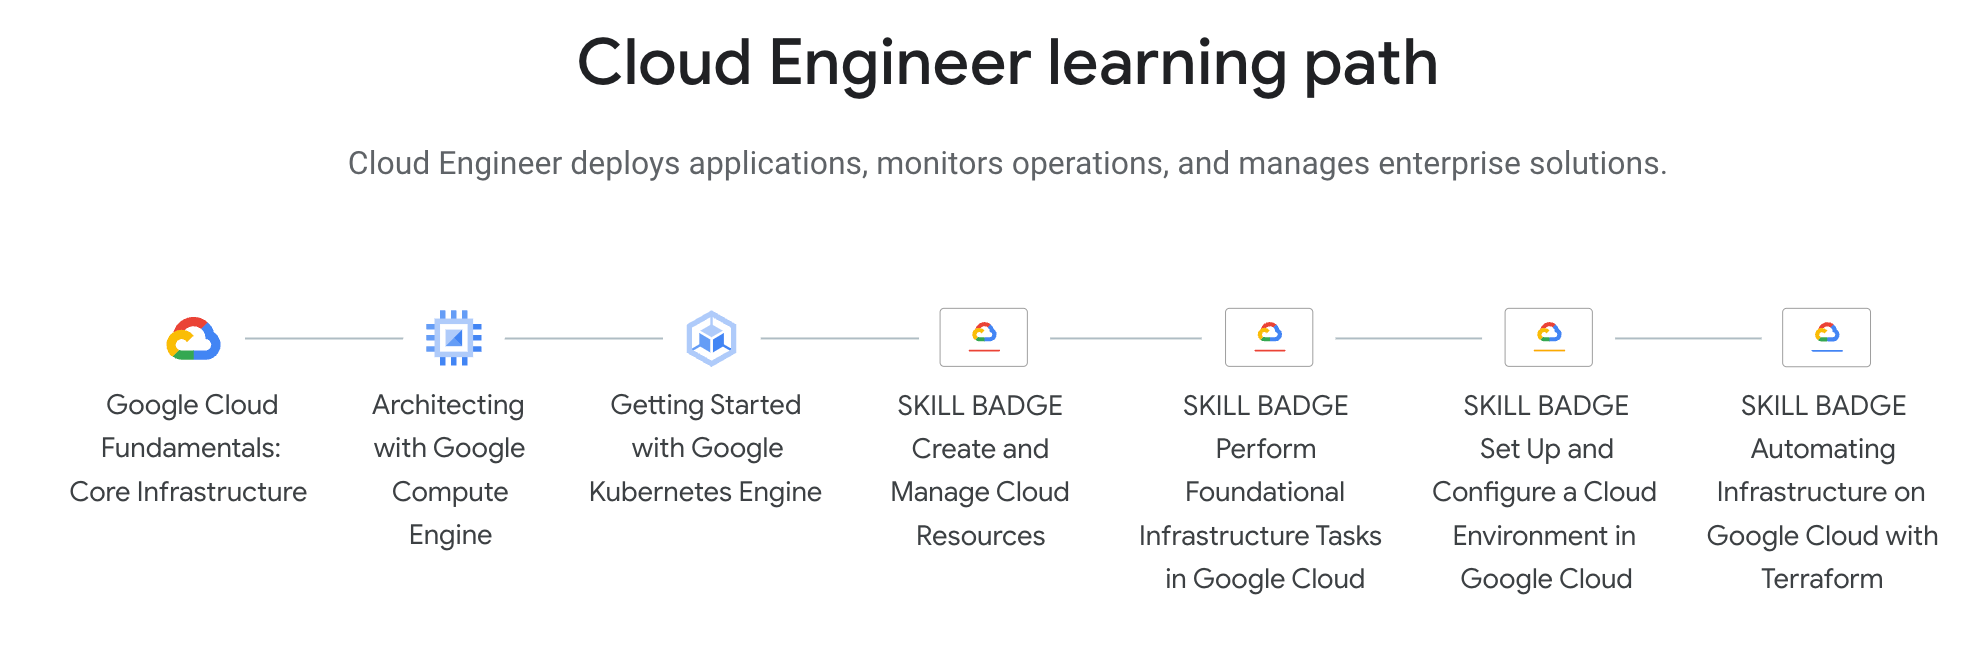 Cloud Engineer learning path
Cloud Engineer deploys applications, monitors operations, and manages enterprise solutions.
Google Cloud
Fundamentals:
Core Infrastructure
Architecting
with Google
Compute
Engine
Getting Started
with Google
Kubernetes Engine
SKILL BADGE
Create and
Manage Cloud
Resources
SKILL BADGE
Perform
Foundational
Infrastructure Tasks
in Google Cloud
SKILL BADGE
Set Up and
Configure a Cloud
Environment in
Google Cloud
SKILL BADGE
Automating
Infrastructure on
Google Cloud with
Terraform